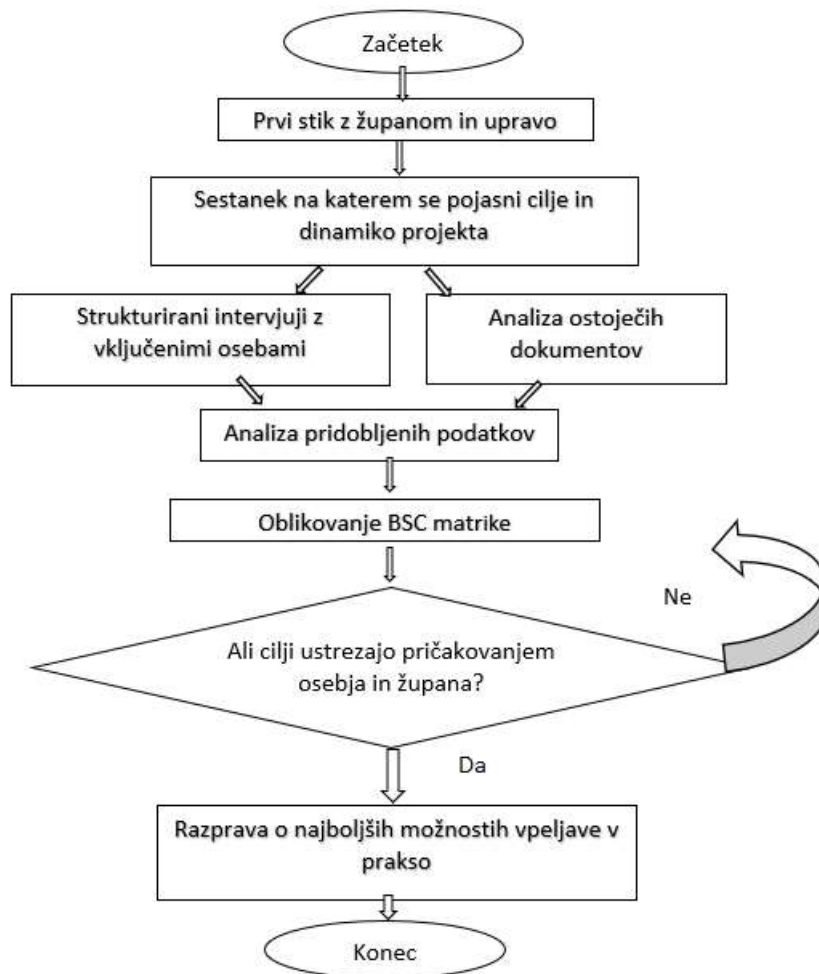 Začetek
Prvi stik z županom in upravo
Sestanek na katerem se pojasni cilje in
dinamiko projekta
Strukturirani intervjuji z
vključenimi osebami
Analiza ostoječih
dokumentov
Analiza pridobljenih podatkov
Oblikovanje BSC matrike
Ne
Ali cilji ustrezajo pričakovanjem
osebja in župana?
Da
Razprava o najboljših možnostih vpeljave v
prakso
Konec